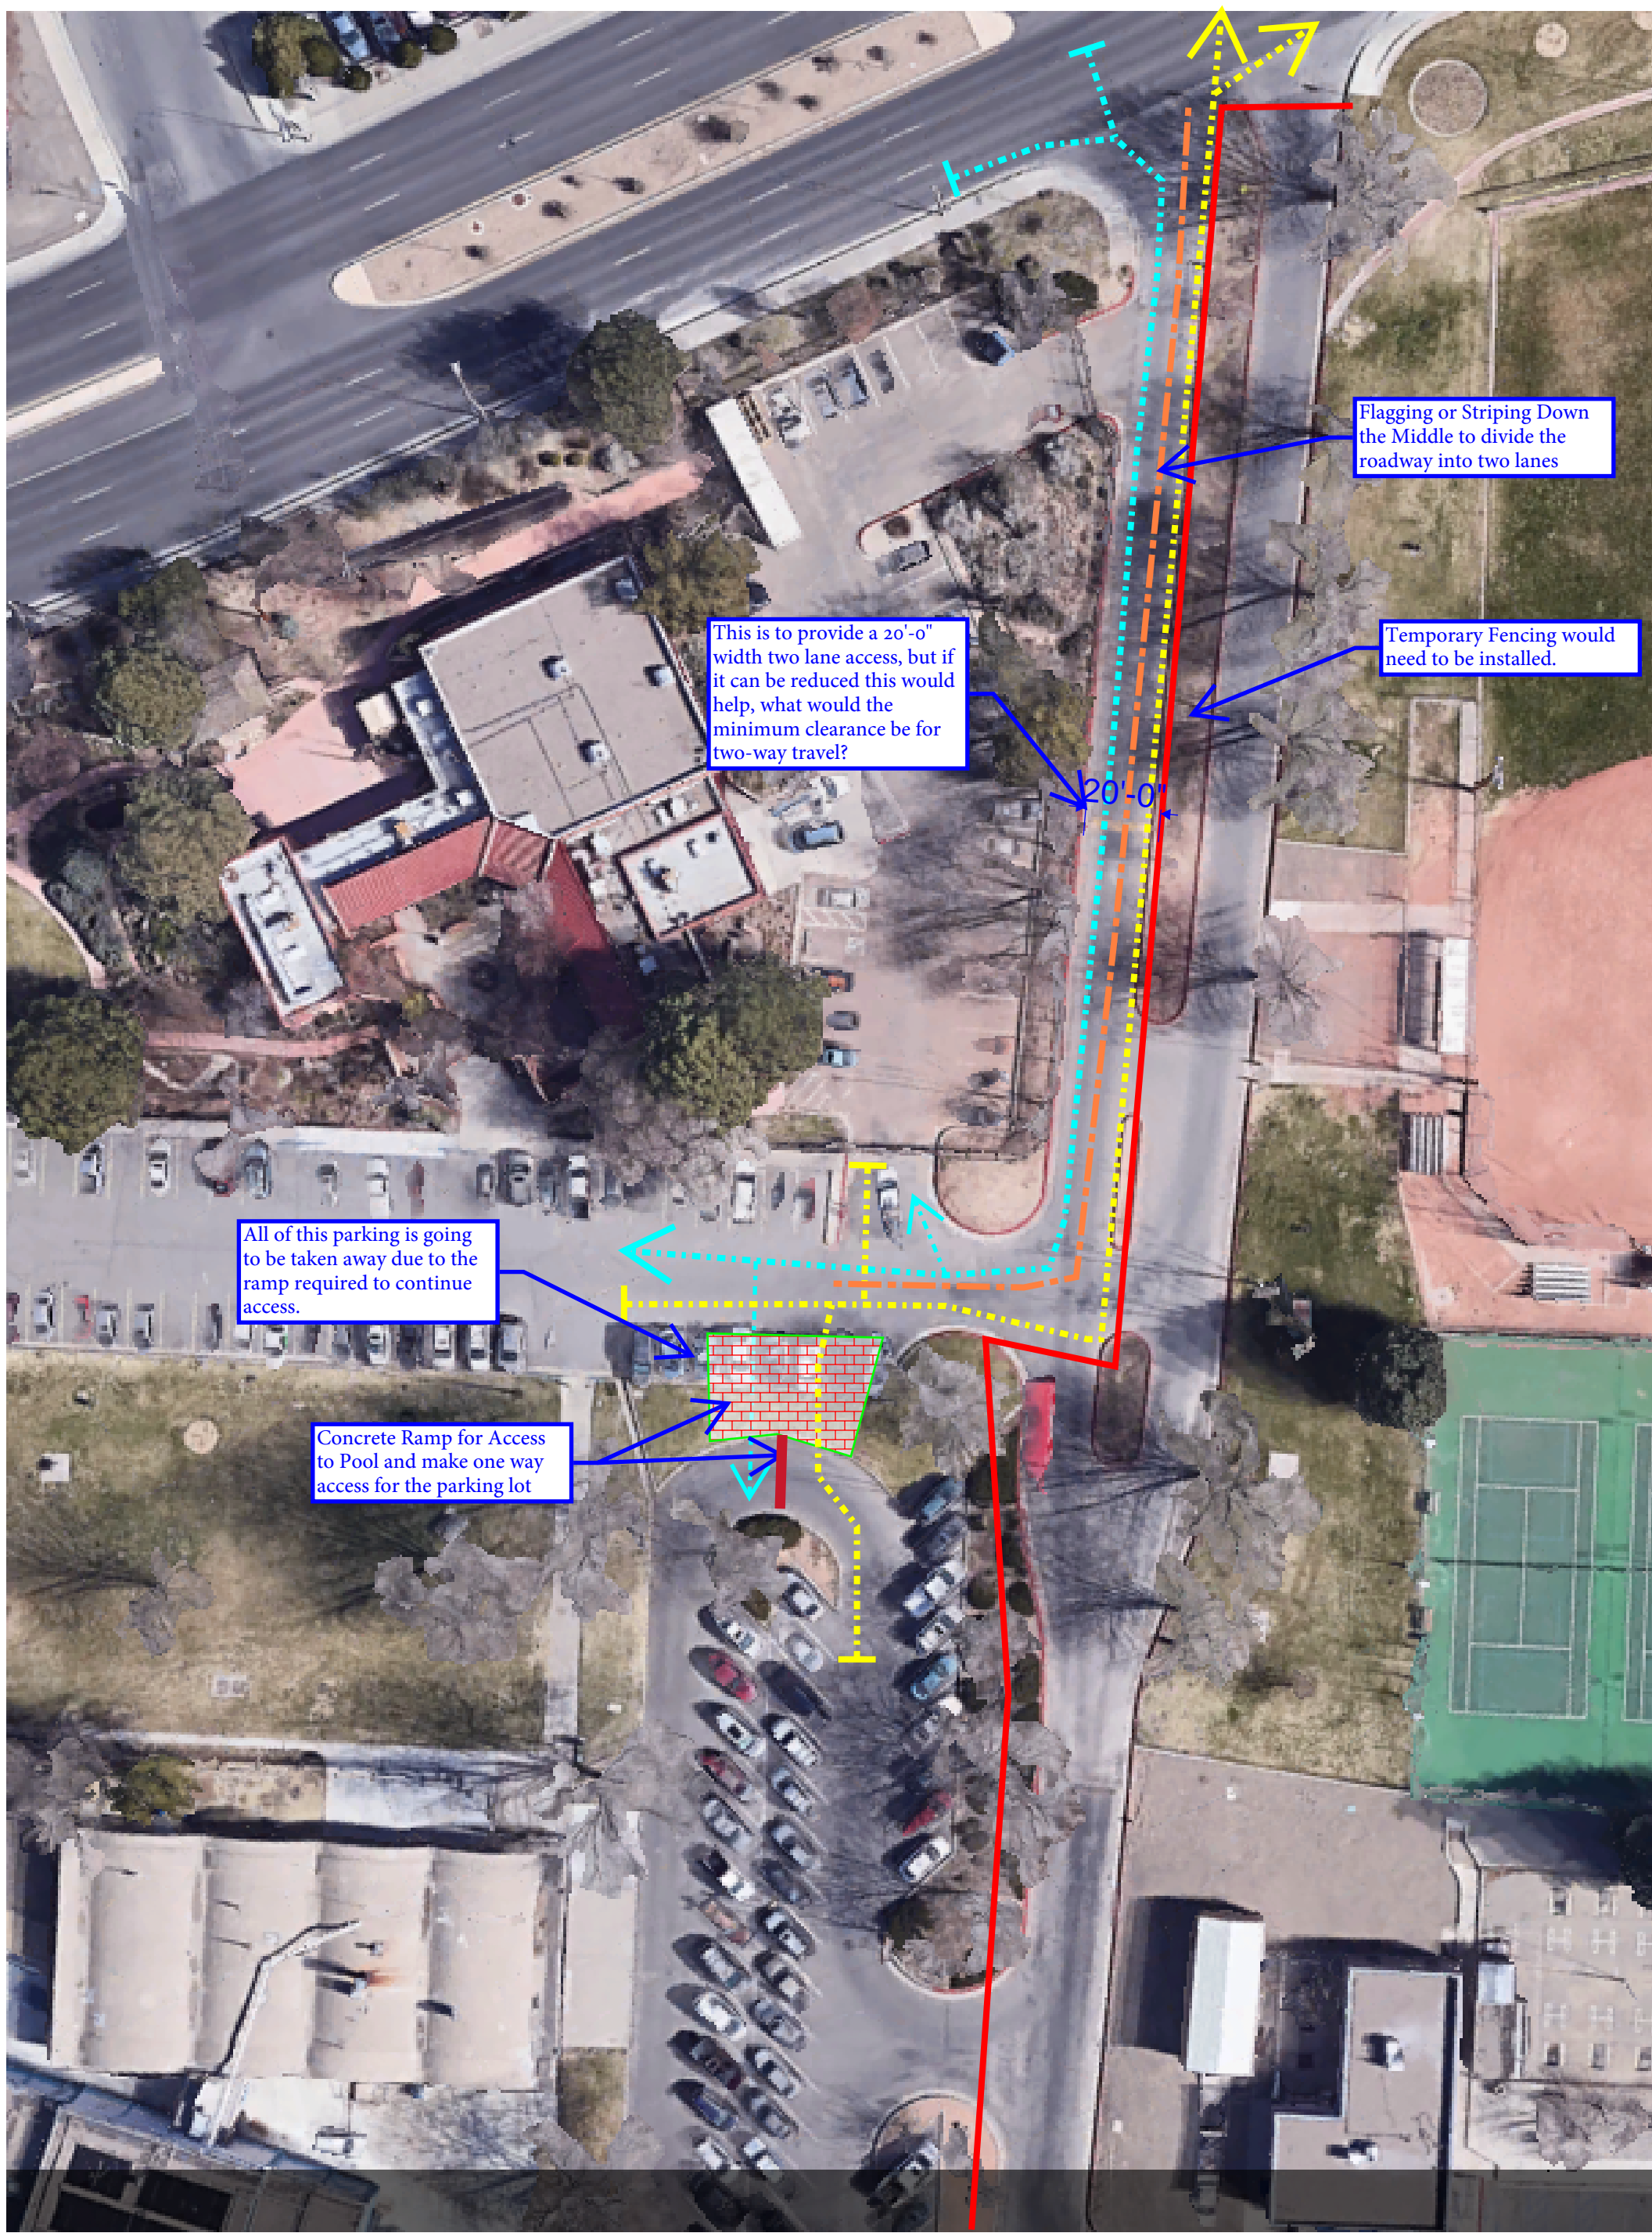 Flagging or Striping Down
the Middle to divide the
roadway into two lanes
This is to provide a 20'-0"
width two lane access, but if
it can be reduced this would
help, what would the
minimum clearance be for
two-way travel?
Temporary Fencing would
need to be installed.
20'-0"
All of this parking is going
to be taken away due to the
ramp required to continue
access.
Concrete Ramp for Access
to Pool and make one way
access for the parking lot